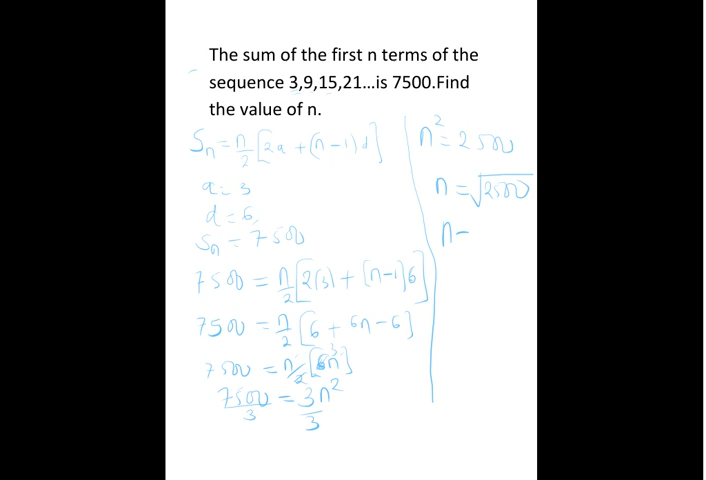 The sum of the first n terms of the
sequence 3,9,15,21...is 7500.Find
the value of n.
Sn = n/2 [2a + (n-1)d]
a = 3
d = 6
Sn = 7500
7500 = n/2 [2(3) + (n-1)6]
7500 = n/2 [6 + 6n - 6]
7500 = n/2 [6n]
7500/3 = 3n²/3
n² = 2500
n = √2500
n -